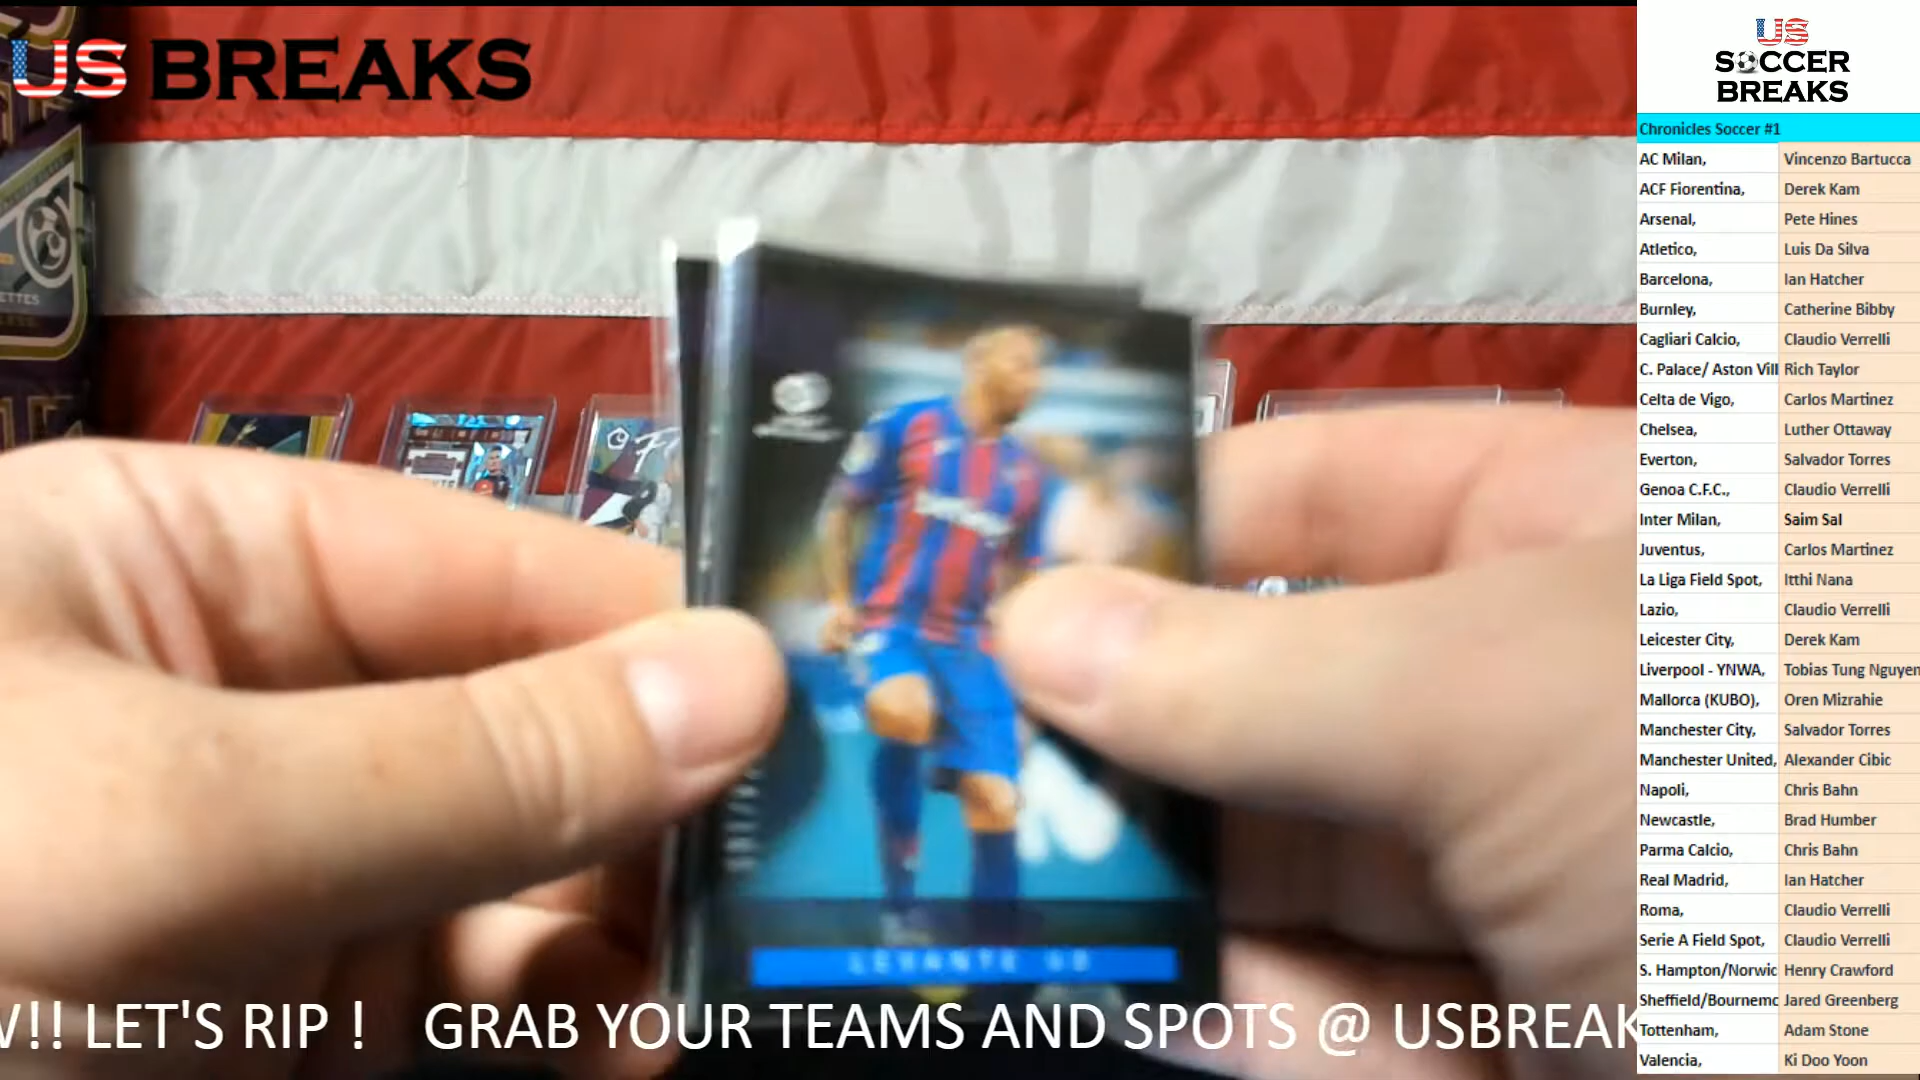 US BREAKS
US
SOCCER
BREAKS
Chronicles Soccer #1
AC Milan, Vincenzo Bartucca
ACF Fiorentina, Derek Kam
Arsenal, Pete Hines
Atletico, Luis Da Silva
Barcelona, Ian Hatcher
Burnley, Catherine Bibby
Cagliari Calcio, Claudio Verrelli
C. Palace/ Aston Vill Rich Taylor
Celta de Vigo, Carlos Martinez
Chelsea, Luther Ottaway
Everton, Salvador Torres
Genoa C.F.C., Claudio Verrelli
Inter Milan, Saim Sal
Juventus, Carlos Martinez
La Liga Field Spot, Itthi Nana
Lazio, Claudio Verrelli
Leicester City, Derek Kam
Liverpool - YNWA, Tobias Tung Nguyen
Mallorca (KUBO), Oren Mizrahie
Manchester City, Salvador Torres
Manchester United, Alexander Cibic
Napoli, Chris Bahn
Newcastle, Brad Humber
Parma Calcio, Chris Bahn
Real Madrid, Ian Hatcher
Roma, Claudio Verrelli
Serie A Field Spot, Claudio Verrelli
S. Hampton/Norwic Henry Crawford
Sheffield/Bournemo Jared Greenberg
Tottenham, Adam Stone
Valencia, Ki Doo Yoon
LEVANTE UD
W!! LET'S RIP ! GRAB YOUR TEAMS AND SPOTS @ USBREAK